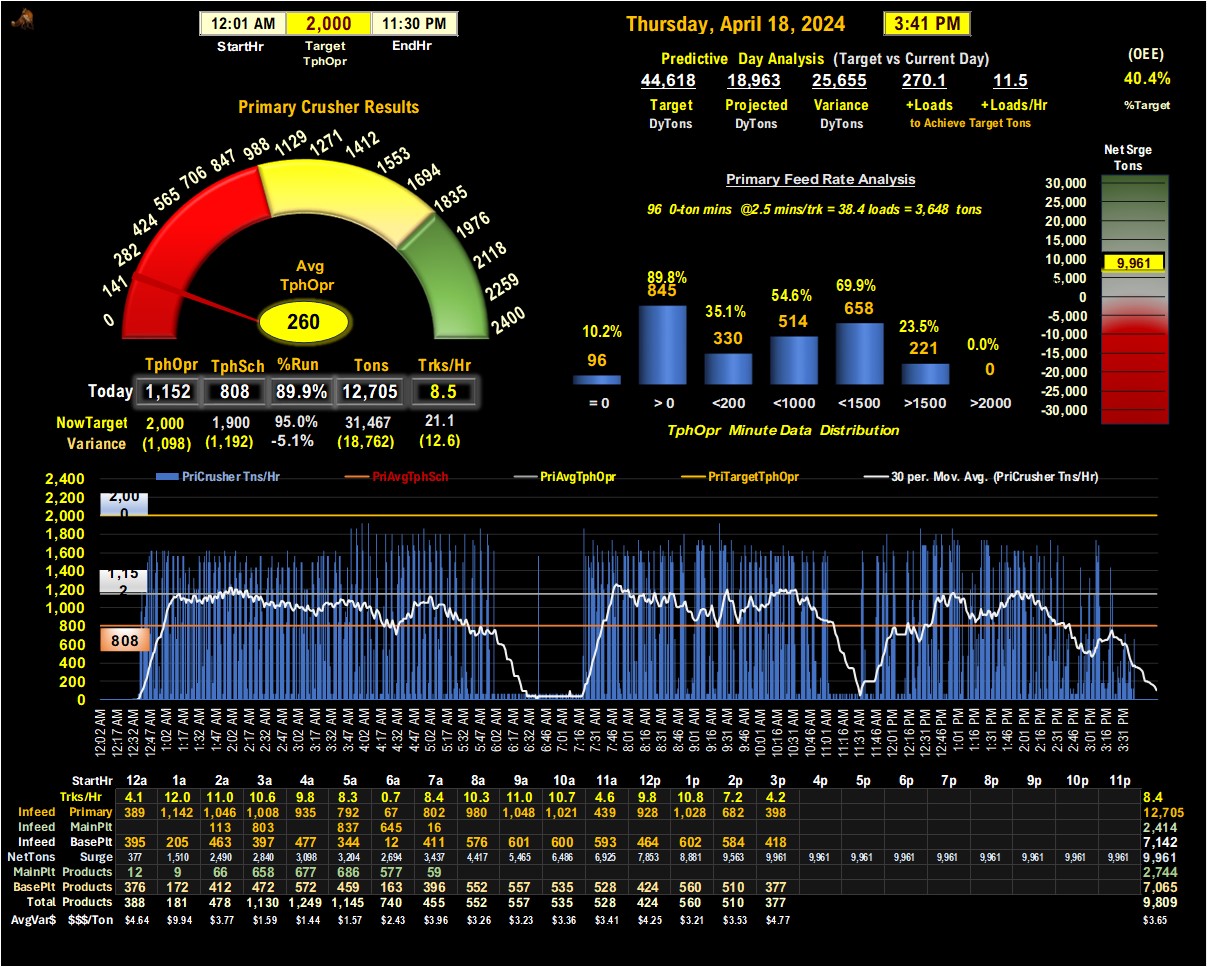 12:01 AM 2,000 11:30 PM
StartHr Target EndHr
TphOpr
Thursday, April 18, 2024 3:41 PM
Predictive Day Analysis (Target vs Current Day)
44,618 18,963 25,655 270.1 11.5
Target Projected Variance +Loads +Loads/Hr
DyTons DyTons DyTons to Achieve Target Tons
(OEE)
40.4%
%Target
Primary Crusher Results
0 141 282 424 565 706 847 988 1129 1271 1412 1553 1694 1835 1976 2118 2259 2400
Avg
TphOpr
260
TphOpr TphSch %Run Tons Trks/Hr
Today 1,152 808 89.9% 12,705 8.5
NowTarget 2,000 1,900 95.0% 31,467 21.1
Variance (1,098) (1,192) -5.1% (18,762) (12.6)
Primary Feed Rate Analysis
96 0-ton mins @2.5 mins/trk = 38.4 loads = 3,648 tons
10.2% 89.8% 35.1% 54.6% 69.9% 23.5% 0.0%
96 845 330 514 658 221 0
= 0 > 0 <200 <1000 <1500 >1500 >2000
TphOpr Minute Data Distribution
Net Srge
Tons
30,000
25,000
20,000
15,000
10,000
9,961
5,000
0
-5,000
-10,000
-15,000
-20,000
-25,000
-30,000
PriCrusher Tns/Hr PriAvgTphSch PriAvgTphOpr PriTargetTphOpr 30 per. Mov. Avg. (PriCrusher Tns/Hr)
2,400
2,200
2,000
1,800
1,600
1,400
1,200
1,000
800
600
400
200
0
2,00
0
1,15
2
808
12:02 AM 12:17 AM 12:32 AM 12:47 AM 1:02 AM 1:17 AM 1:32 AM 1:47 AM 2:02 AM 2:17 AM 2:32 AM 2:47 AM 3:02 AM 3:17 AM 3:32 AM 3:47 AM 4:02 AM 4:17 AM 4:32 AM 4:47 AM 5:02 AM 5:17 AM 5:32 AM 5:47 AM 6:02 AM 6:17 AM 6:31 AM 6:46 AM 7:01 AM 7:16 AM 7:31 AM 7:46 AM 8:01 AM 8:16 AM 8:31 AM 8:46 AM 9:01 AM 9:16 AM 9:31 AM 9:46 AM 10:01 AM 10:16 AM 10:31 AM 10:46 AM 11:01 AM 11:16 AM 11:31 AM 11:46 AM 12:01 PM 12:16 PM 12:31 PM 12:46 PM 1:01 PM 1:16 PM 1:31 PM 1:46 PM 2:01 PM 2:16 PM 2:31 PM 2:46 PM 3:01 PM 3:16 PM 3:31 PM
StartHr 12a 1a 2a 3a 4a 5a 6a 7a 8a 9a 10a 11a 12p 1p 2p 3p 4p 5p 6p 7p 8p 9p 10p 11p
Trks/Hr 4.1 12.0 11.0 10.6 9.8 8.3 0.7 8.4 10.3 11.0 10.7 4.6 9.8 10.8 7.2 4.2 8.4
Infeed Primary 389 1,142 1,046 1,008 935 792 67 802 980 1,048 1,021 439 928 1,028 682 398 12,705
Infeed MainPlt 113 803 837 645 16 2,414
Infeed BasePlt 395 205 463 397 477 344 12 411 576 601 600 593 464 602 584 418 7,142
NetTons Surge 377 1,510 2,490 2,840 3,098 3,204 2,694 3,437 4,417 5,465 6,486 6,925 7,853 8,881 9,563 9,961 9,961 9,961 9,961 9,961 9,961 9,961 9,961 9,961 9,961
MainPlt Products 12 9 66 658 677 686 577 59 2,744
BasePlt Products 376 172 412 472 572 459 163 396 552 557 535 528 424 560 510 377 7,065
Total Products 388 181 478 1,130 1,249 1,145 740 455 552 557 535 528 424 560 510 377 9,809
AvgVar$ $$$/Ton $4.64 $9.94 $3.77 $1.59 $1.44 $1.57 $2.43 $3.96 $3.26 $3.23 $3.36 $3.41 $4.25 $3.21 $3.53 $4.77 $3.65